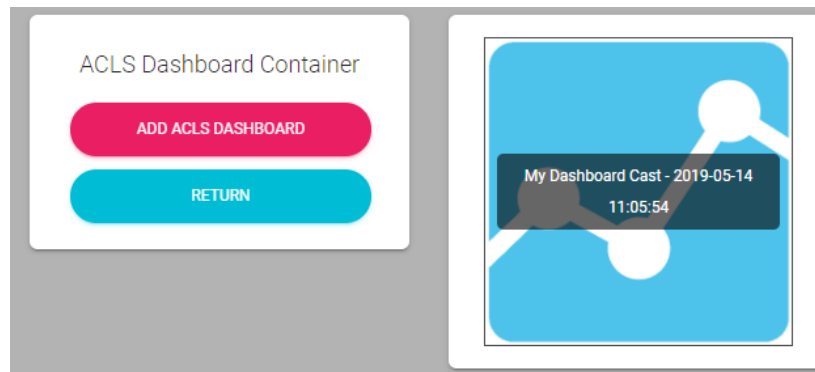 ACLS Dashboard Container
ADD ACLS DASHBOARD
RETURN
My Dashboard Cast - 2019-05-14
11:05:54